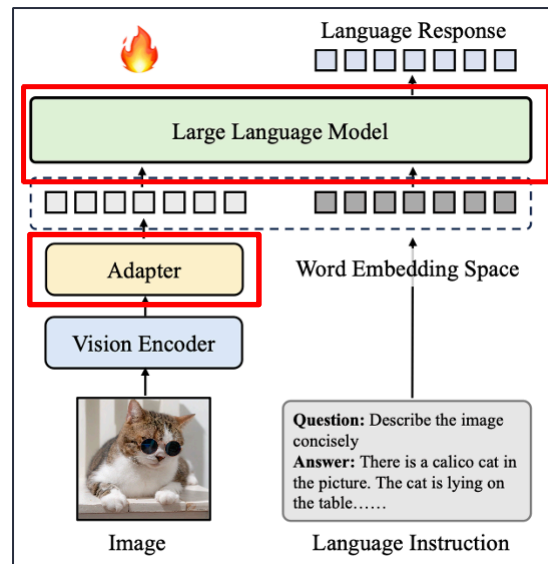 Language Response
Large Language Model
Adapter
Word Embedding Space
Vision Encoder
Question: Describe the image
concisely
Answer: There is a calico cat in
the picture. The cat is lying on
the table……
Image
Language Instruction